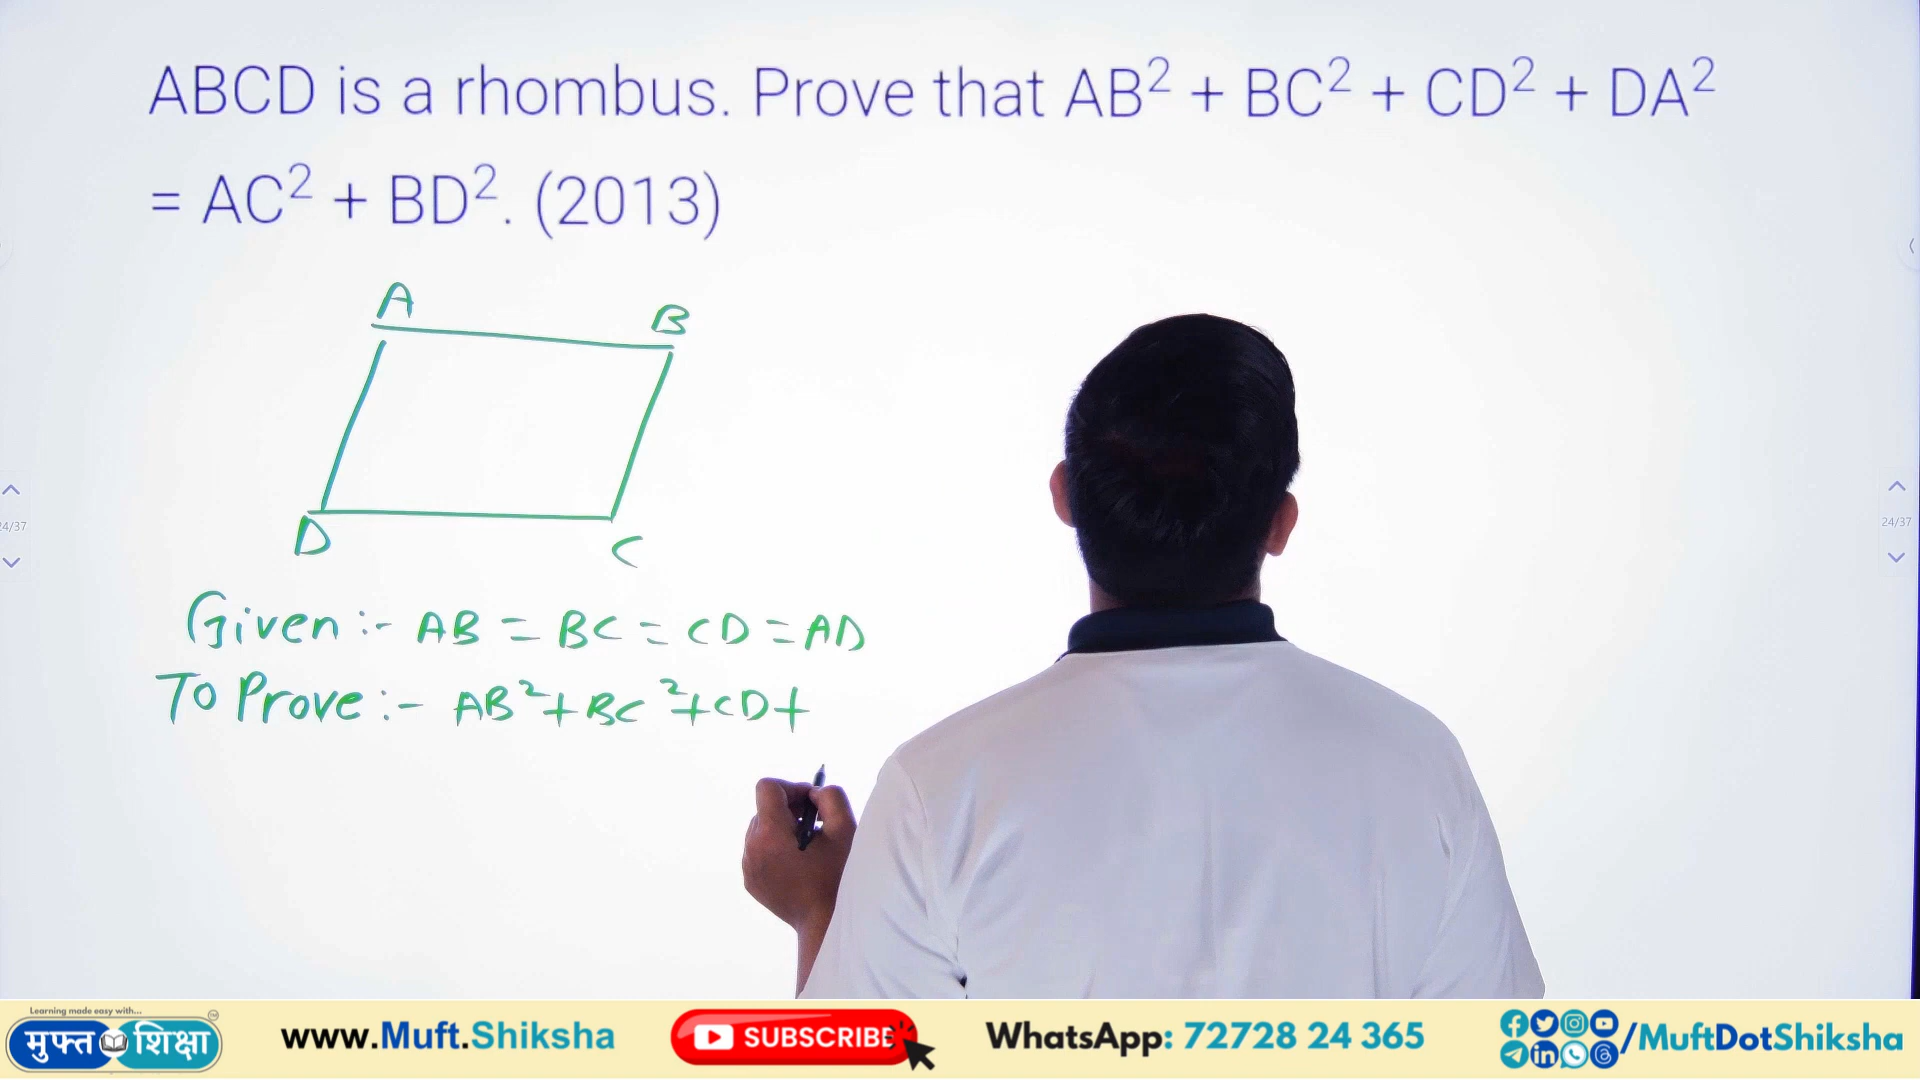 ABCD is a rhombus. Prove that AB² + BC² + CD² + DA²
= AC² + BD². (2013)
A
B
D
C
Given :- AB = BC = CD = AD
To Prove :- AB² + BC² + CD +
24/37
24/37
Learning made easy with...
मुफ्त शिक्षा
www.Muft.Shiksha
SUBSCRIBE
WhatsApp: 72728 24 365
/MuftDotShiksha